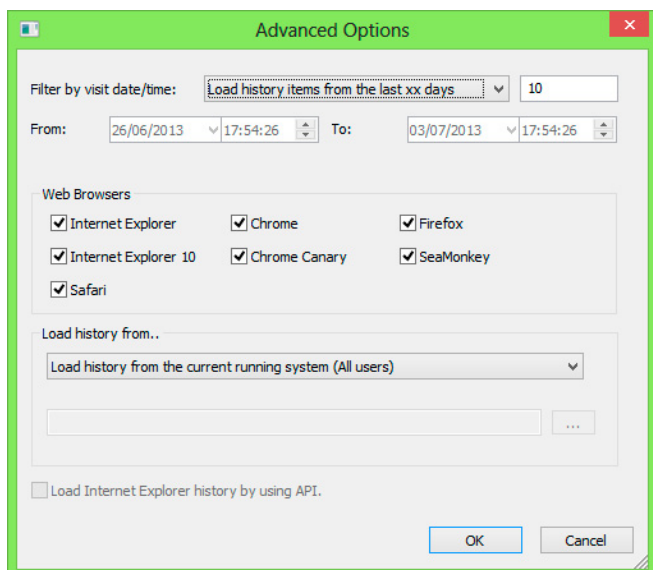 Advanced Options
Filter by visit date/time: Load history items from the last xx days 10
From: 26/06/2013 17:54:26 To: 03/07/2013 17:54:26
Web Browsers
Internet Explorer Chrome Firefox
Internet Explorer 10 Chrome Canary SeaMonkey
Safari
Load history from..
Load history from the current running system (All users)
...
Load Internet Explorer history by using API.
OK Cancel